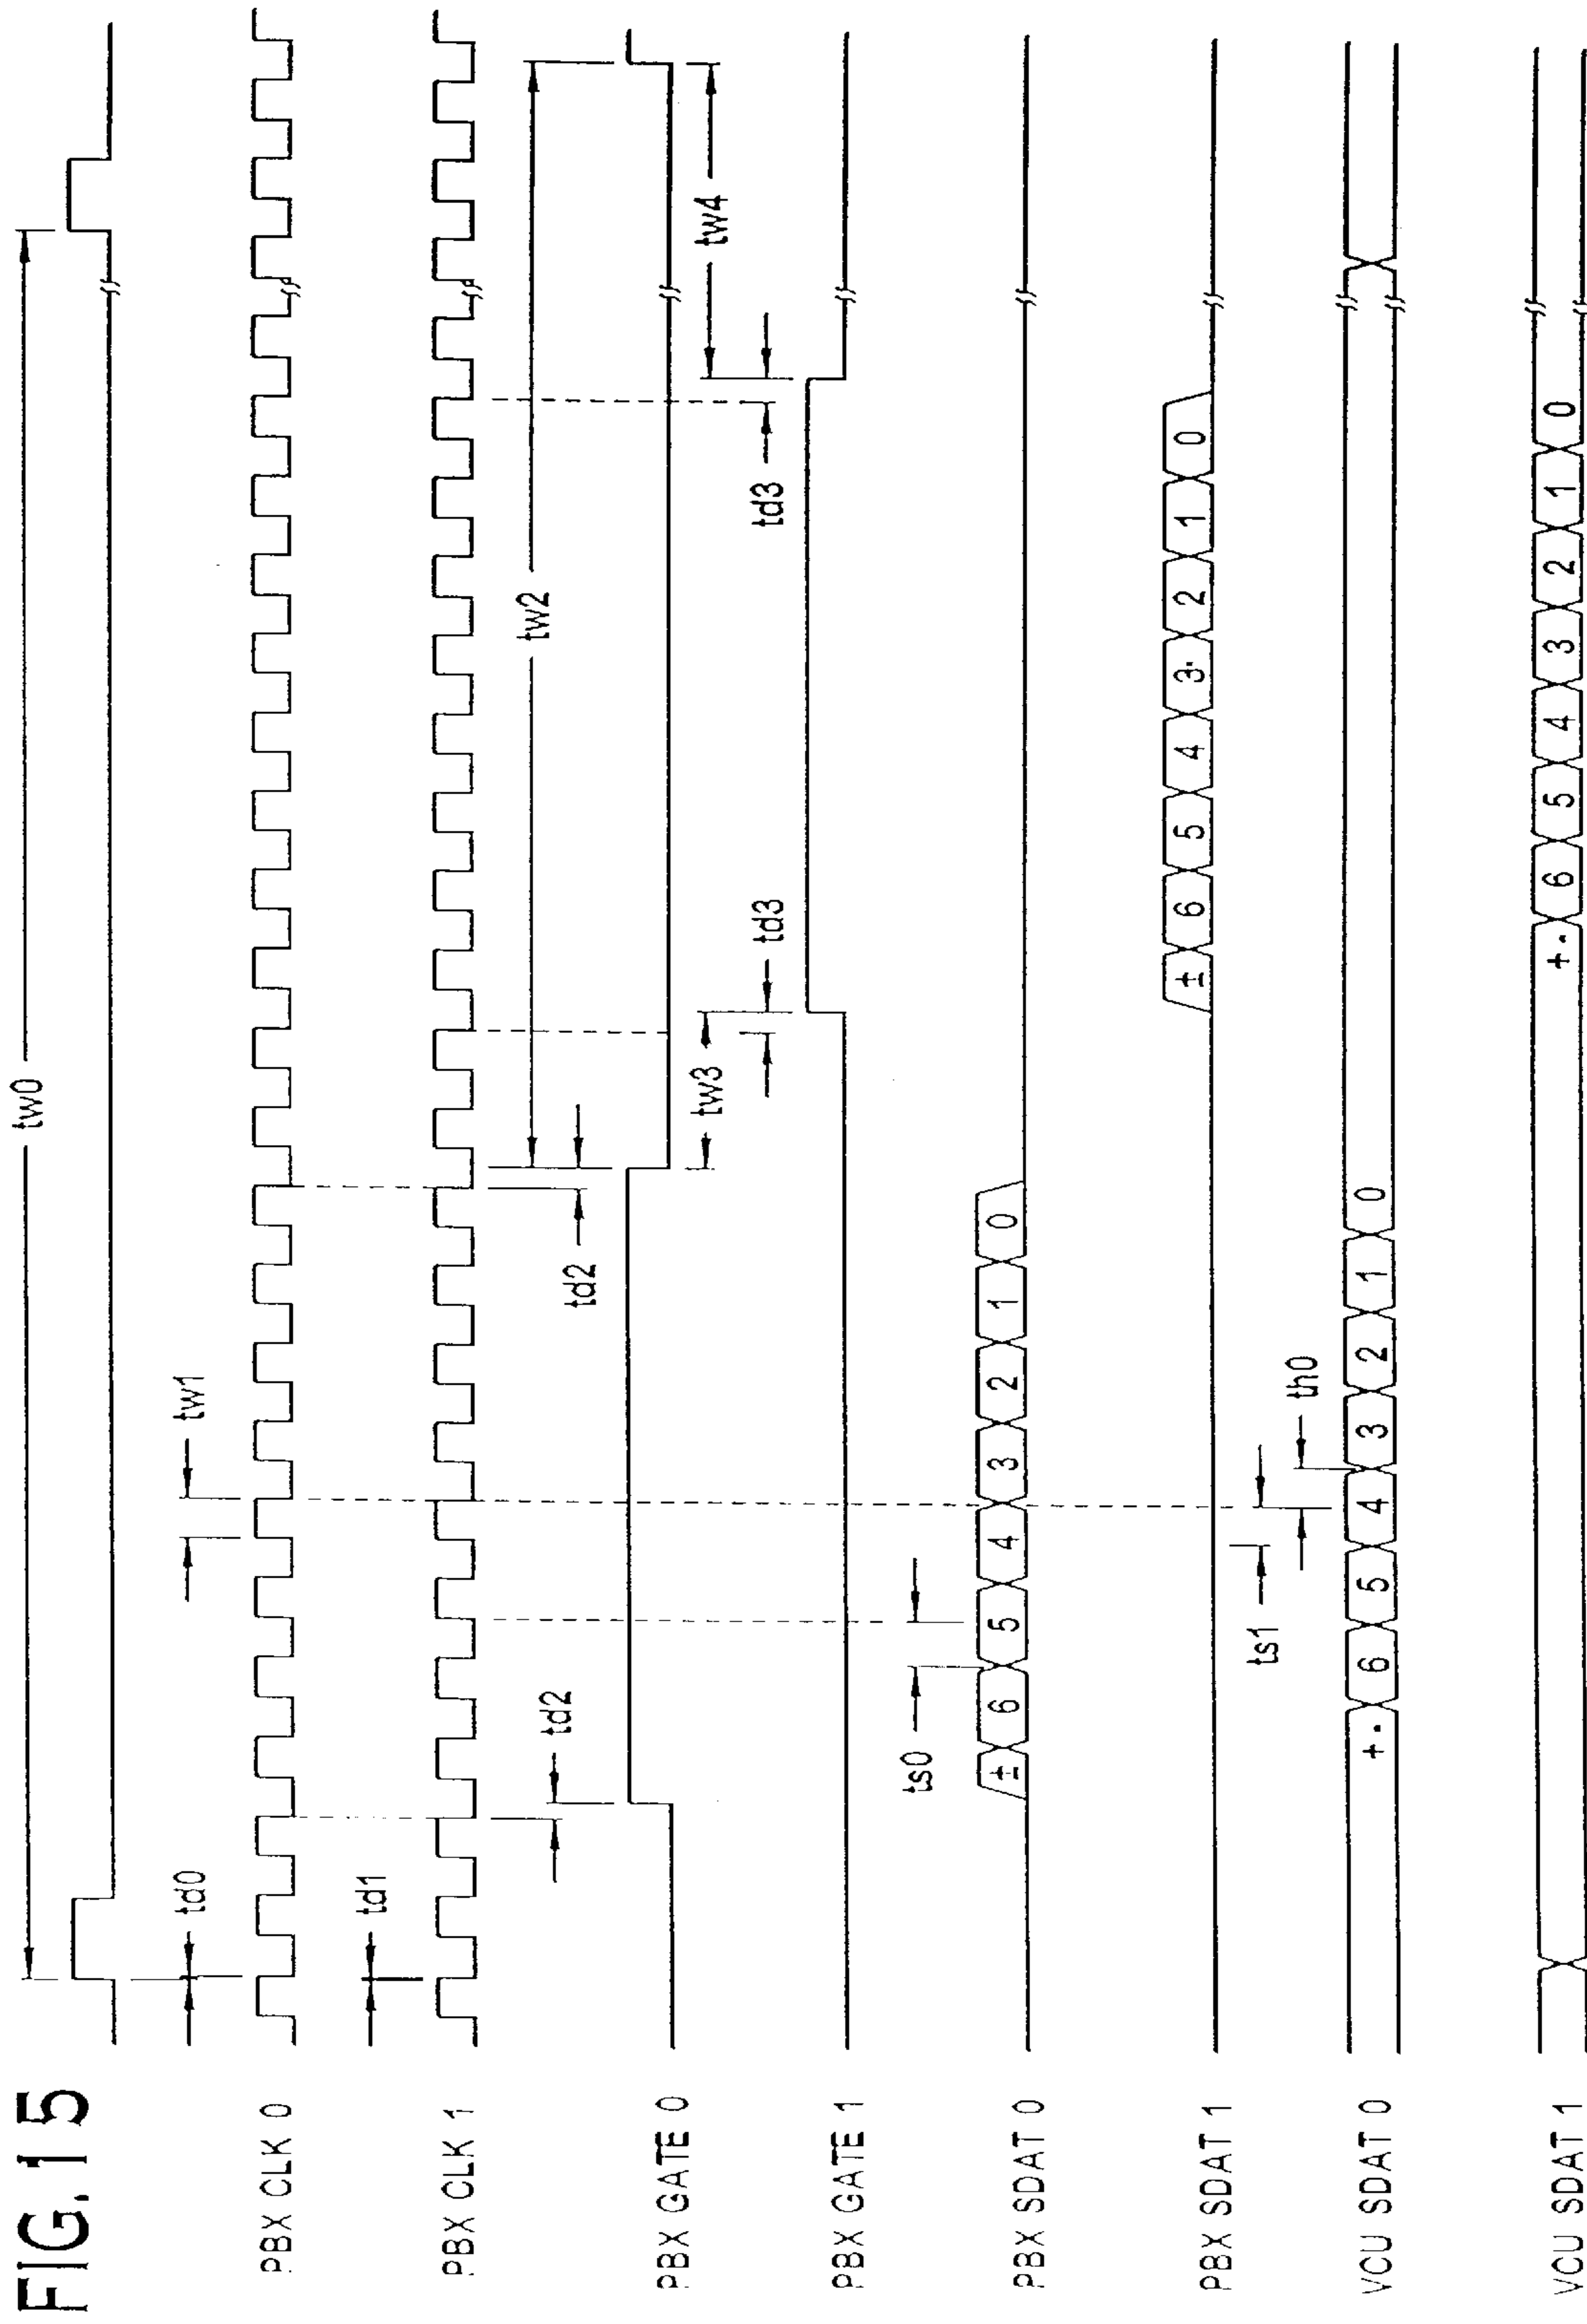 FIG. 15
tw0
td0
tw1
PBX CLK 0
td1
PBX CLK 1
tw2
td2
td2
PBX GATE 0
tw3
tw4
td3
td3
PBX GATE 1
ts0
PBX SDAT 0
± 6 5 4 3 2 1 0
PBX SDAT 1
± 6 5 4 3 2 1 0
ts1
th0
VCU SDAT 0
+. 6 5 4 3 2 1 0
VCU SDAT 1
+. 6 5 4 3 2 1 0